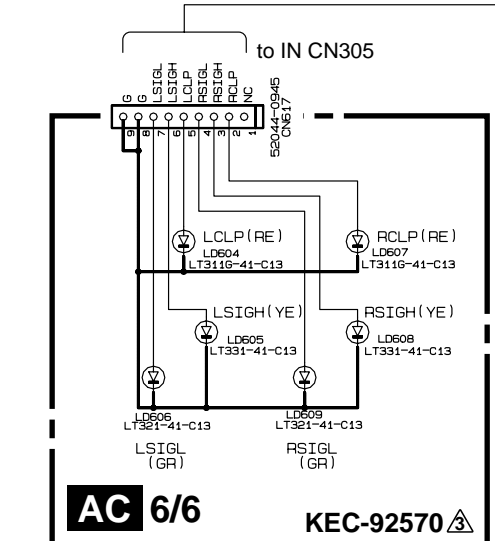 to IN CN305
G
G
LSIGL
LSIGH
LCLP
RSIGL
RSIGH
RCLP
NC
52044-0945
CN617
9
8
7
6
5
4
3
2
1
LCLP(RE)
LD604
LT311G-41-C13
RCLP(RE)
LD607
LT311G-41-C13
LSIGH(YE)
LD605
LT331-41-C13
RSIGH(YE)
LD608
LT331-41-C13
LD606
LT321-41-C13
LSIGL
(GR)
LD609
LT321-41-C13
RSIGL
(GR)
AC 6/6
KEC-92570 3